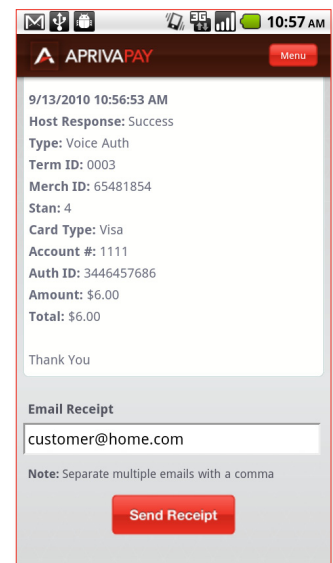 3G 10:57 AM
APRIVAPAY Menu
9/13/2010 10:56:53 AM
Host Response: Success
Type: Voice Auth
Term ID: 0003
Merch ID: 65481854
Stan: 4
Card Type: Visa
Account #: 1111
Auth ID: 3446457686
Amount: $6.00
Total: $6.00
Thank You
Email Receipt
customer@home.com
Note: Separate multiple emails with a comma
Send Receipt